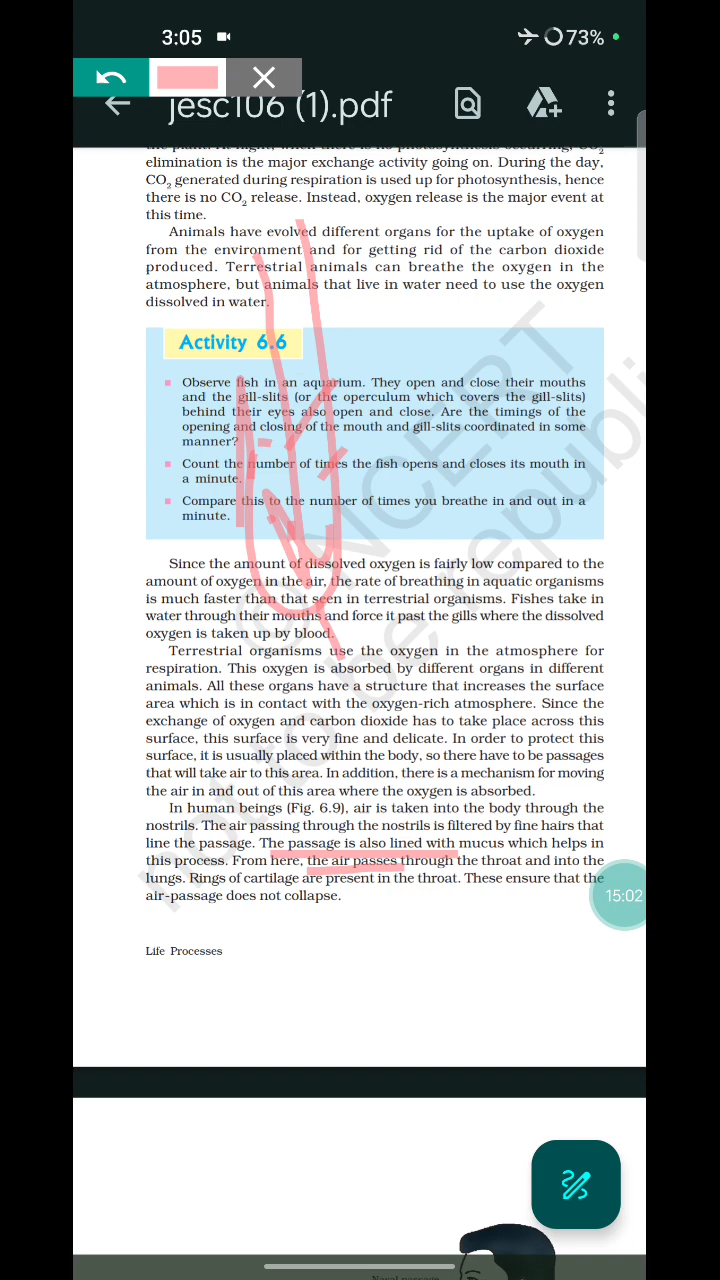 3:05
73%
jesc106 (1).pdf
elimination is the major exchange activity going on. During the day,
CO₂ generated during respiration is used up for photosynthesis, hence
there is no CO₂ release. Instead, oxygen release is the major event at
this time.
Animals have evolved different organs for the uptake of oxygen
from the environment and for getting rid of the carbon dioxide
produced. Terrestrial animals can breathe the oxygen in the
atmosphere, but animals that live in water need to use the oxygen
dissolved in water.
Activity 6.6
Observe fish in an aquarium. They open and close their mouths
and the gill-slits (or the operculum which covers the gill-slits)
behind their eyes also open and close. Are the timings of the
opening and closing of the mouth and gill-slits coordinated in some
manner?
Count the number of times the fish opens and closes its mouth in
a minute.
Compare this to the number of times you breathe in and out in a
minute.
Since the amount of dissolved oxygen is fairly low compared to the
amount of oxygen in the air, the rate of breathing in aquatic organisms
is much faster than that seen in terrestrial organisms. Fishes take in
water through their mouths and force it past the gills where the dissolved
oxygen is taken up by blood.
Terrestrial organisms use the oxygen in the atmosphere for
respiration. This oxygen is absorbed by different organs in different
animals. All these organs have a structure that increases the surface
area which is in contact with the oxygen-rich atmosphere. Since the
exchange of oxygen and carbon dioxide has to take place across this
surface, this surface is very fine and delicate. In order to protect this
surface, it is usually placed within the body, so there have to be passages
that will take air to this area. In addition, there is a mechanism for moving
the air in and out of this area where the oxygen is absorbed.
In human beings (Fig. 6.9), air is taken into the body through the
nostrils. The air passing through the nostrils is filtered by fine hairs that
line the passage. The passage is also lined with mucus which helps in
this process. From here, the air passes through the throat and into the
lungs. Rings of cartilage are present in the throat. These ensure that the
air-passage does not collapse.
15:02
Life Processes
© NCERT
not to be republi
Nasal passage